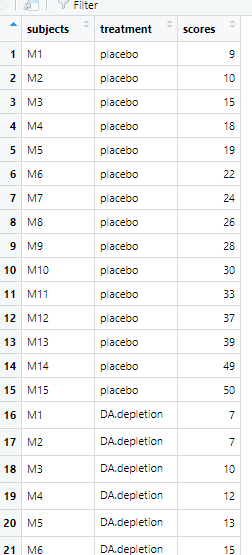 Filter
subjects treatment scores
1 M1 placebo 9
2 M2 placebo 10
3 M3 placebo 15
4 M4 placebo 18
5 M5 placebo 19
6 M6 placebo 22
7 M7 placebo 24
8 M8 placebo 26
9 M9 placebo 28
10 M10 placebo 30
11 M11 placebo 33
12 M12 placebo 37
13 M13 placebo 39
14 M14 placebo 49
15 M15 placebo 50
16 M1 DA.depletion 7
17 M2 DA.depletion 7
18 M3 DA.depletion 10
19 M4 DA.depletion 12
20 M5 DA.depletion 13
21 M6 DA.depletion 15